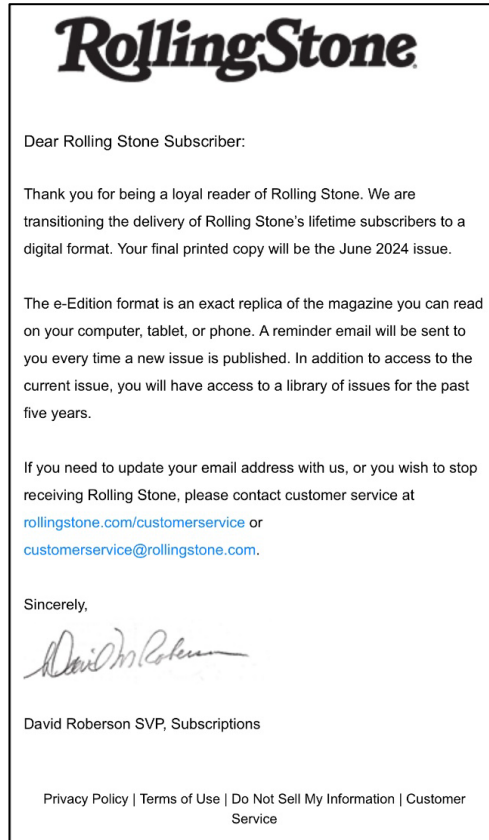 RollingStone
Dear Rolling Stone Subscriber:
Thank you for being a loyal reader of Rolling Stone. We are
transitioning the delivery of Rolling Stone’s lifetime subscribers to a
digital format. Your final printed copy will be the June 2024 issue.
The e-Edition format is an exact replica of the magazine you can read
on your computer, tablet, or phone. A reminder email will be sent to
you every time a new issue is published. In addition to access to the
current issue, you will have access to a library of issues for the past
five years.
If you need to update your email address with us, or you wish to stop
receiving Rolling Stone, please contact customer service at
rollingstone.com/customerservice or
customerservice@rollingstone.com.
Sincerely,
David M Roberson
David Roberson SVP, Subscriptions
Privacy Policy | Terms of Use | Do Not Sell My Information | Customer
Service